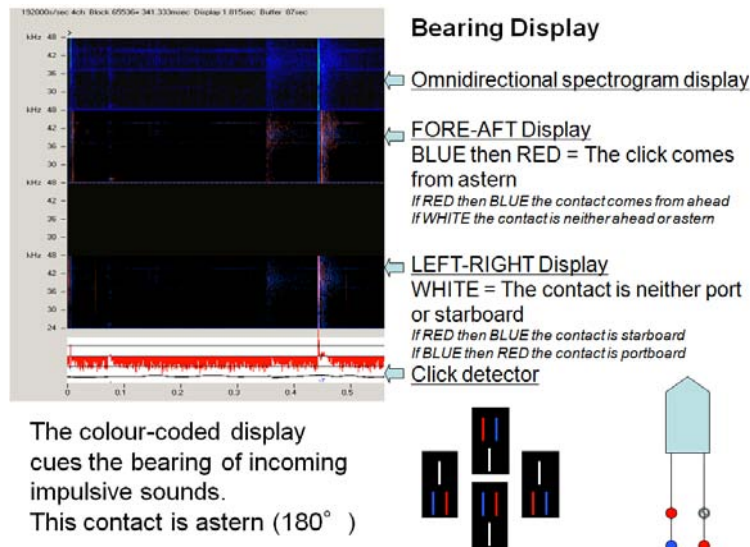 192000s/sec 4ch Block 65536= 341.333msec Display 1.815sec Buffer 87sec
Bearing Display
kHz 48
42
36
30
48
kHz 48
42
36
30
48
42
36
30
kHz 48
42
36
30
24
0 0.1 0.2 0.3 0.4 0.5
Omnidirectional spectrogram display
FORE-AFT Display
BLUE then RED = The click comes
from astern
If RED then BLUE the contact comes from ahead
If WHITE the contact is neither ahead or astern
LEFT-RIGHT Display
WHITE = The contact is neither port
or starboard
If RED then BLUE the contact is starboard
If BLUE then RED the contact is portboard
Click detector
The colour-coded display
cues the bearing of incoming
impulsive sounds.
This contact is astern (180° )